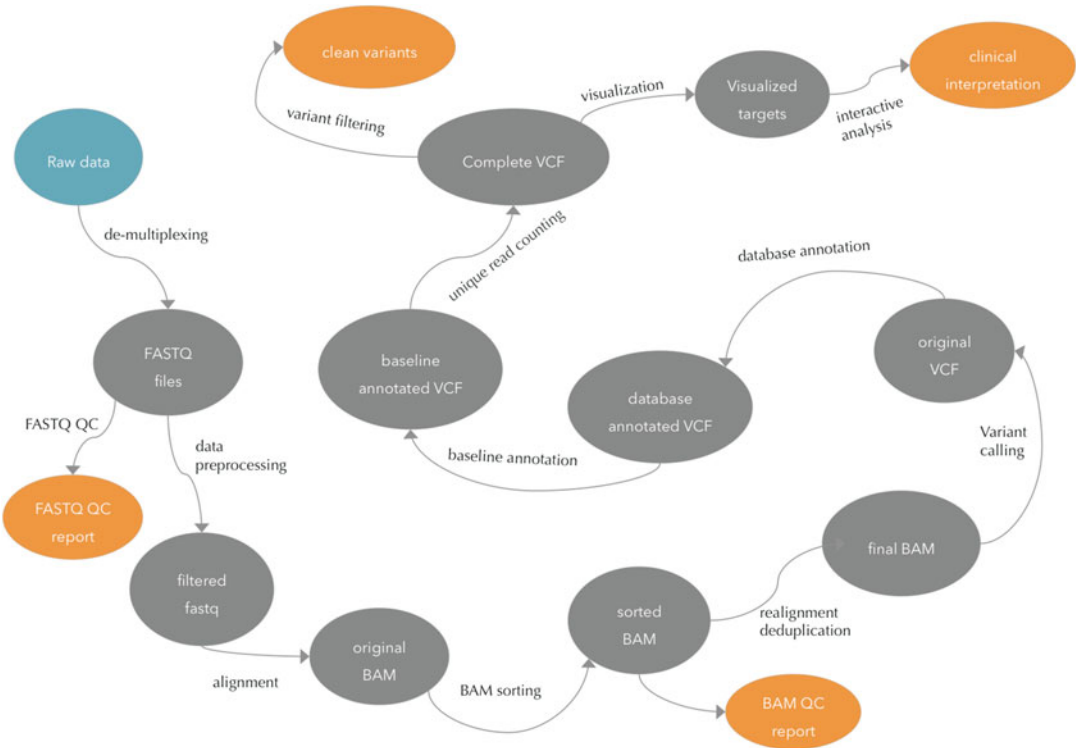 clean variants
clinical
interpretation
Visualized
targets
visualization
interactive
analysis
variant filtering
Complete VCF
Raw data
de-multiplexing
unique read counting
database annotation
FASTQ
files
baseline
annotated VCF
original
VCF
database
annotated VCF
FASTQ QC
data
preprocessing
baseline annotation
Variant
calling
FASTQ QC
report
filtered
fastq
final BAM
sorted
BAM
realignment
deduplication
original
BAM
alignment
BAM sorting
BAM QC
report